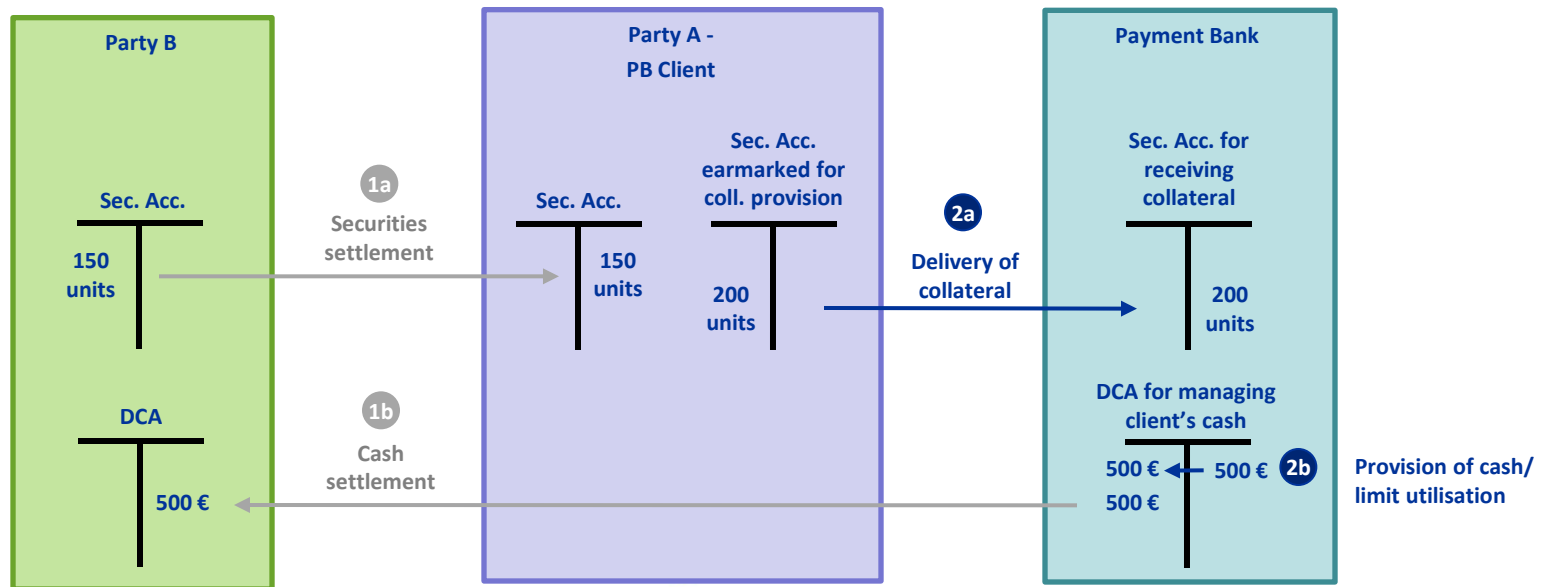 Party B
Party A -
PB Client
Payment Bank
Sec. Acc.
150
units
1a
Securities
settlement
Sec. Acc.
150
units
Sec. Acc.
earmarked for
coll. provision
200
units
2a
Delivery of
collateral
Sec. Acc. for
receiving
collateral
200
units
DCA
500 €
1b
Cash
settlement
DCA for managing
client's cash
500 €
500 €
2b
500 €
Provision of cash/
limit utilisation